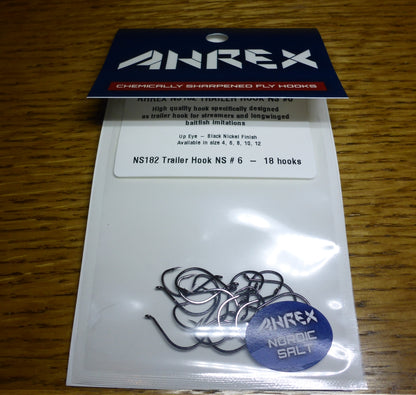 AHREX
CHEMICALLY SHARPENED FLY HOOKS
AHREX NS182 TRAILER HOOK NS #6
High quality hook specifically designed
as trailer hook for streamers and longwinged
baitfish imitations
Up Eye – Black Nickel Finish
Available in size 4, 6, 8, 10, 12
NS182 Trailer Hook NS # 6 – 18 hooks
AHREX
NORDIC
SALT